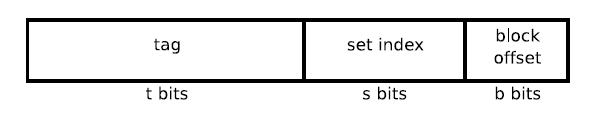 tag
set index
block
offset
t bits
s bits
b bits